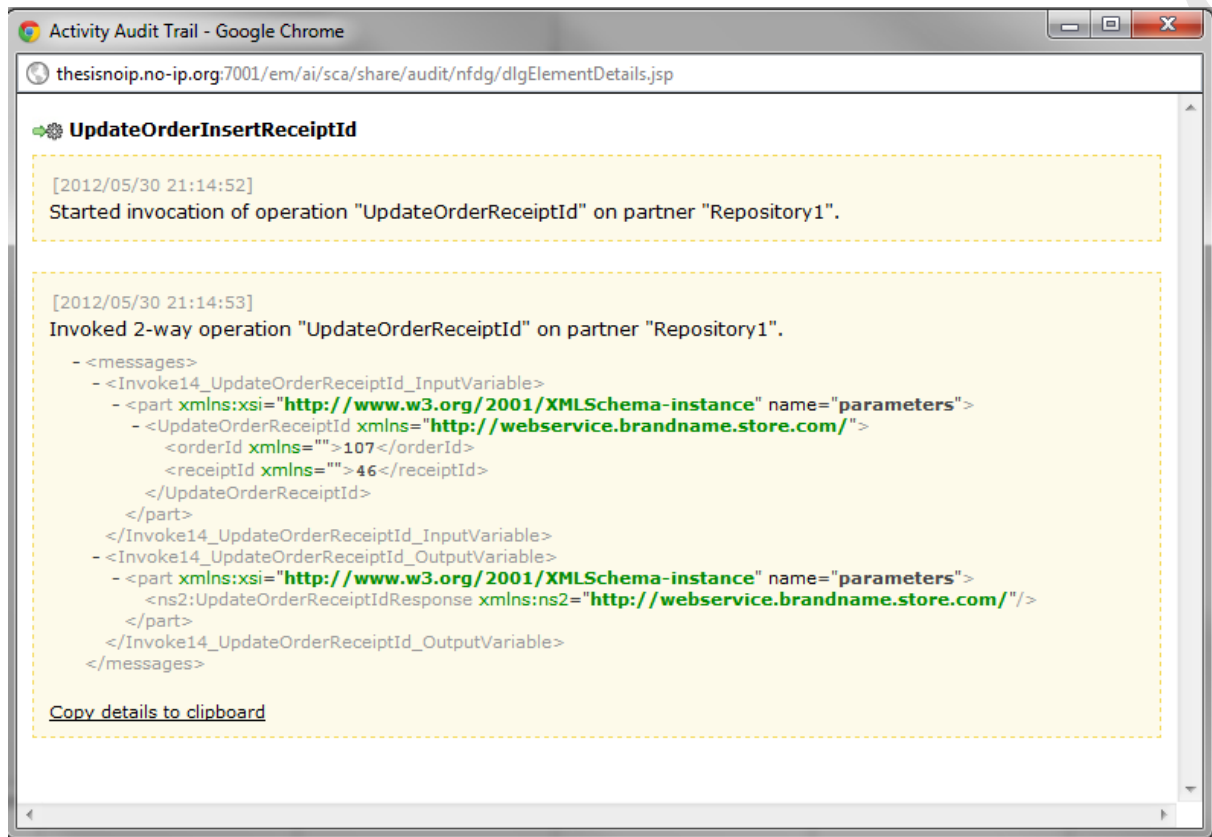 Activity Audit Trail - Google Chrome
thesisnoip.no-ip.org:7001/em/ai/sca/share/audit/nfdg/dlgElementDetails.jsp
UpdateOrderInsertReceiptId
[2012/05/30 21:14:52]
Started invocation of operation "UpdateOrderReceiptId" on partner "Repository1".
[2012/05/30 21:14:53]
Invoked 2-way operation "UpdateOrderReceiptId" on partner "Repository1".
- <messages>
- <Invoke14_UpdateOrderReceiptId_InputVariable>
- <part xmlns:xsi="http://www.w3.org/2001/XMLSchema-instance" name="parameters">
- <UpdateOrderReceiptId xmlns="http://webservice.brandname.store.com/">
<orderId xmlns="">107</orderId>
<receiptId xmlns="">46</receiptId>
</UpdateOrderReceiptId>
</part>
</Invoke14_UpdateOrderReceiptId_InputVariable>
- <Invoke14_UpdateOrderReceiptId_OutputVariable>
- <part xmlns:xsi="http://www.w3.org/2001/XMLSchema-instance" name="parameters">
<ns2:UpdateOrderReceiptIdResponse xmlns:ns2="http://webservice.brandname.store.com/"/>
</part>
</Invoke14_UpdateOrderReceiptId_OutputVariable>
</messages>
Copy details to clipboard